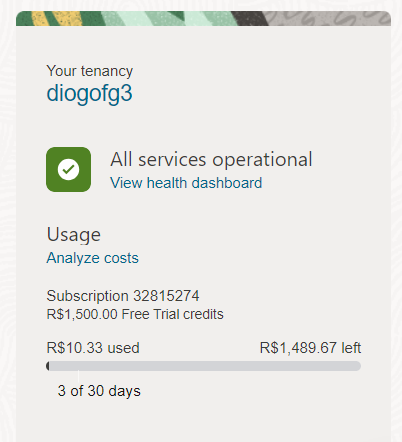 Your tenancy
diogofg3
All services operational
View health dashboard
Usage
Analyze costs
Subscription 32815274
R$1,500.00 Free Trial credits
R$10.33 used R$1,489.67 left
3 of 30 days